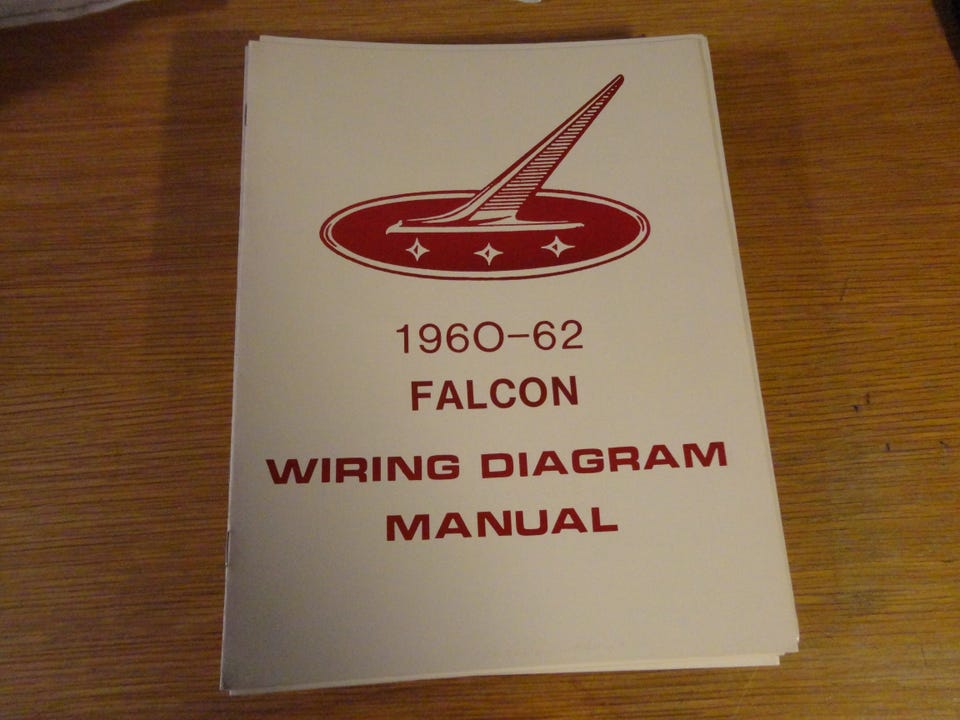 1960-62
FALCON
WIRING DIAGRAM
MANUAL